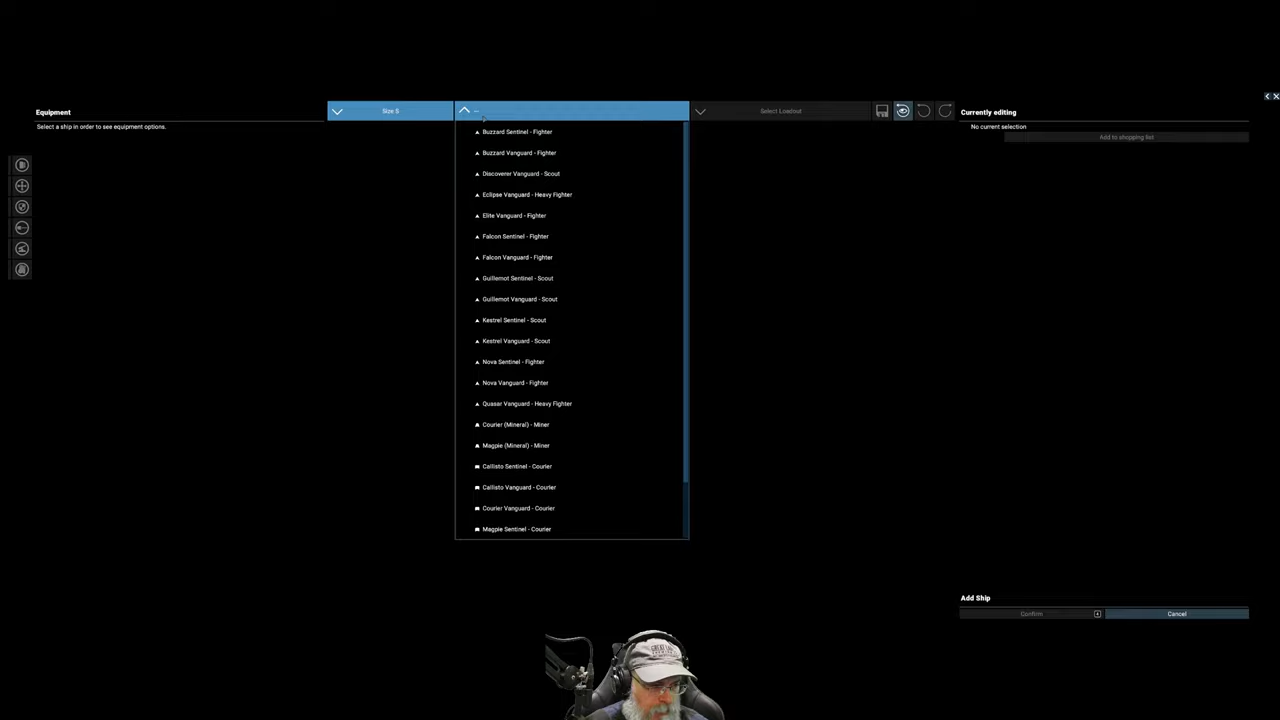 Equipment
Select a ship in order to see equipment options.
Size S
--
Select Loadout
Currently editing
No current selection
Add to shopping list
Buzzard Sentinel - Fighter
Buzzard Vanguard - Fighter
Discoverer Vanguard - Scout
Eclipse Vanguard - Heavy Fighter
Elite Vanguard - Fighter
Falcon Sentinel - Fighter
Falcon Vanguard - Fighter
Guillemot Sentinel - Scout
Guillemot Vanguard - Scout
Kestrel Sentinel - Scout
Kestrel Vanguard - Scout
Nova Sentinel - Fighter
Nova Vanguard - Fighter
Quasar Vanguard - Heavy Fighter
Courier (Mineral) - Miner
Magpie (Mineral) - Miner
Callisto Sentinel - Courier
Callisto Vanguard - Courier
Courier Vanguard - Courier
Magpie Sentinel - Courier
Add Ship
Confirm
Cancel